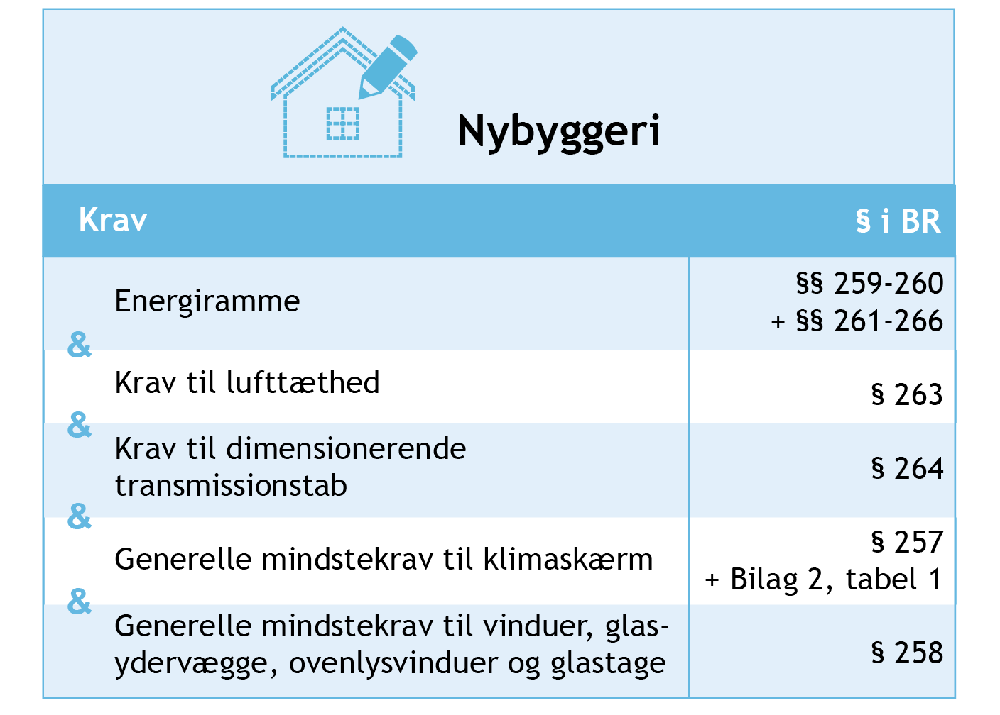 Nybyggeri
Krav
§ i BR
Energiramme
§§ 259-260
+ §§ 261-266
&
Krav til lufttæthed
§ 263
&
Krav til dimensionerende
transmissionstab
§ 264
&
Generelle mindstekrav til klimaskærm
§ 257
+ Bilag 2, tabel 1
&
Generelle mindstekrav til vinduer, glas-
ydervægge, ovenlysvinduer og glastage
§ 258